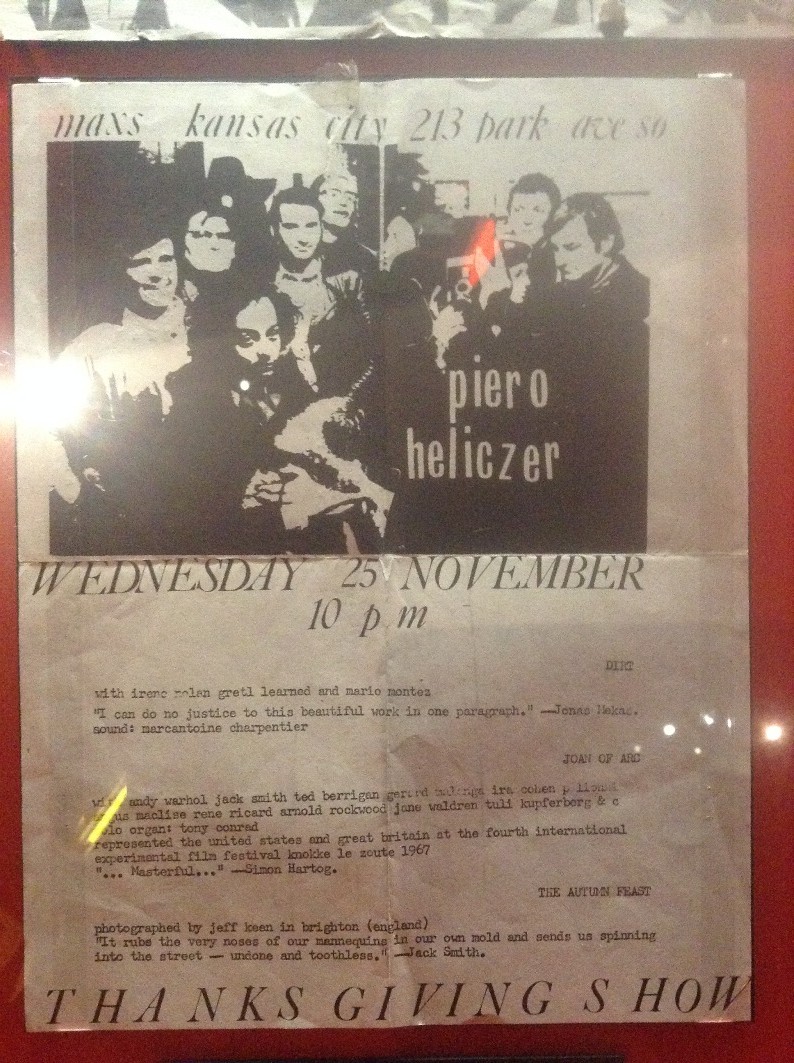 maxs kansas city 213 park ave so
piero
heliczer
WEDNESDAY 25 NOVEMBER
10 p m
DIRT
with irene nolan gretl learned and mario montez
"I can do no justice to this beautiful work in one paragraph." —Jonas Mekas.
sound: marcantoine charpentier
JOAN OF ARC
with andy warhol jack smith ted berrigan gerard malanga ira cohen p
angus maclise rene ricard arnold rockwood jane waldren tuli kupferberg & c
solo organ: tony conrad
represented the united states and great britain at the fourth international
experimental film festival knokke le zoute 1967
"... Masterful..." —Simon Hartog.
THE AUTUMN FEAST
photographed by jeff keen in brighton (england)
"It rubs the very noses of our mannequins in our own mold and sends us spinning
into the street — undone and toothless." —Jack Smith.
THANKS GIVING SHOW